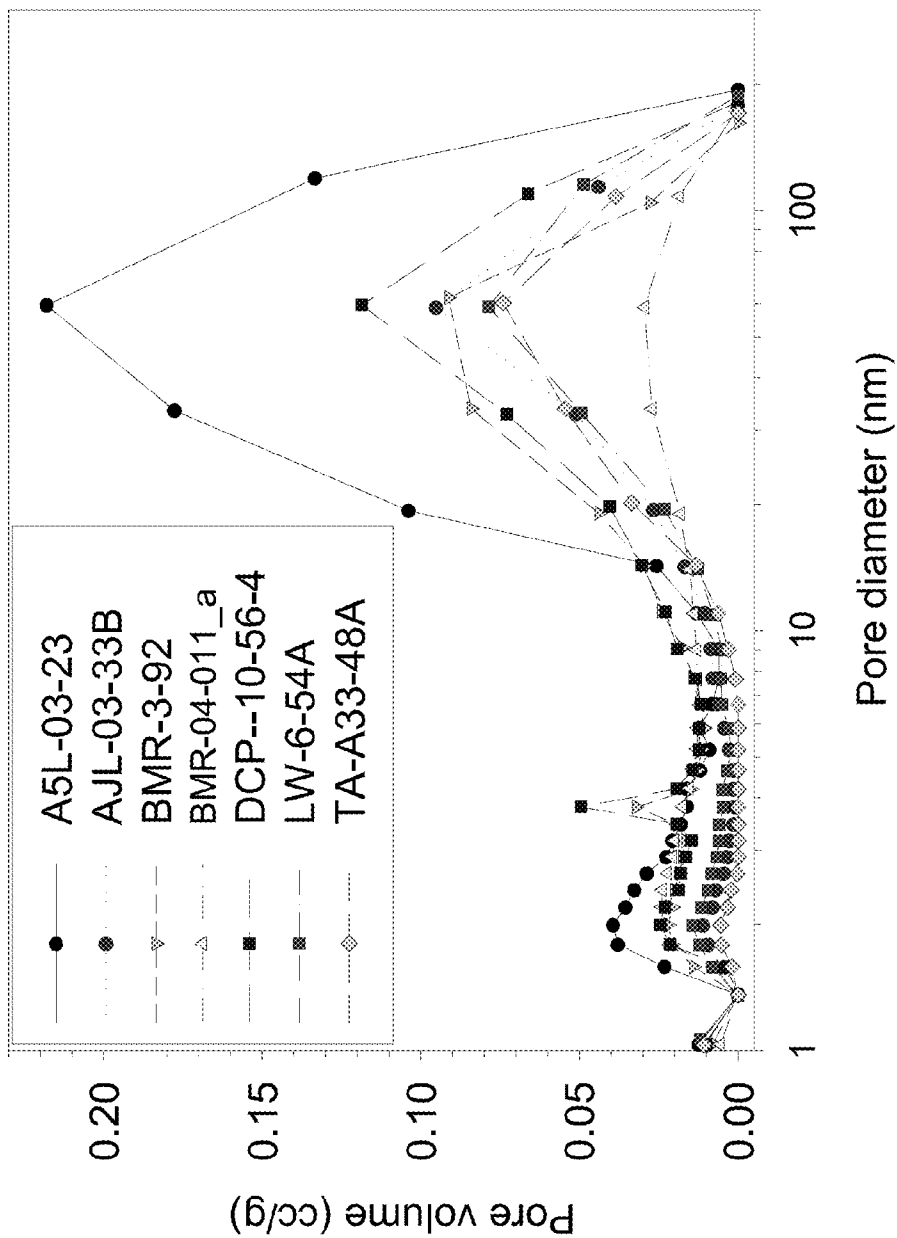 Pore volume (cc/g)
0.20
0.15
0.10
0.05
0.00
A5L-03-23
AJL-03-33B
BMR-3-92
BMR-04-011_a
DCP--10-56-4
LW-6-54A
TA-A33-48A
1
10
100
Pore diameter (nm)